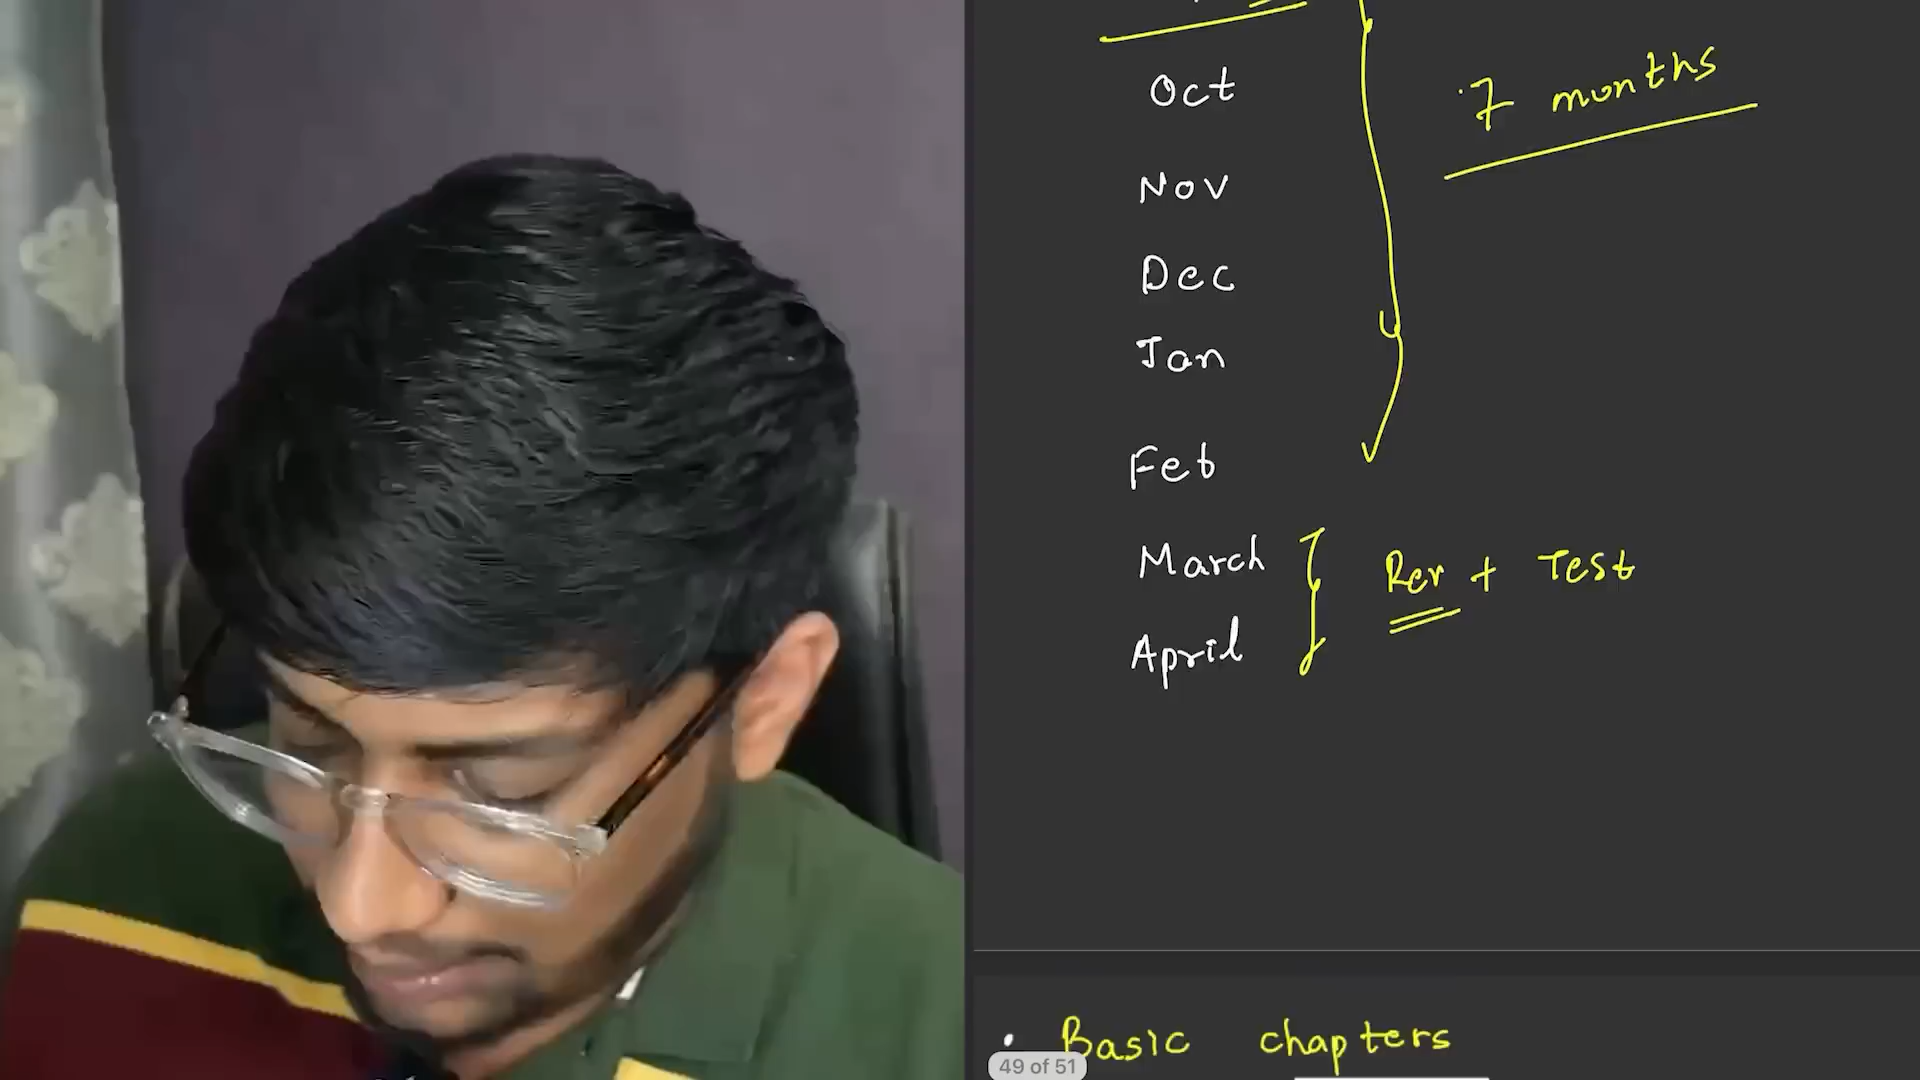 Oct
7 months
Nov
Dec
Jan
Feb
March
Rev + Test
April
• Basic chapters
49 of 51